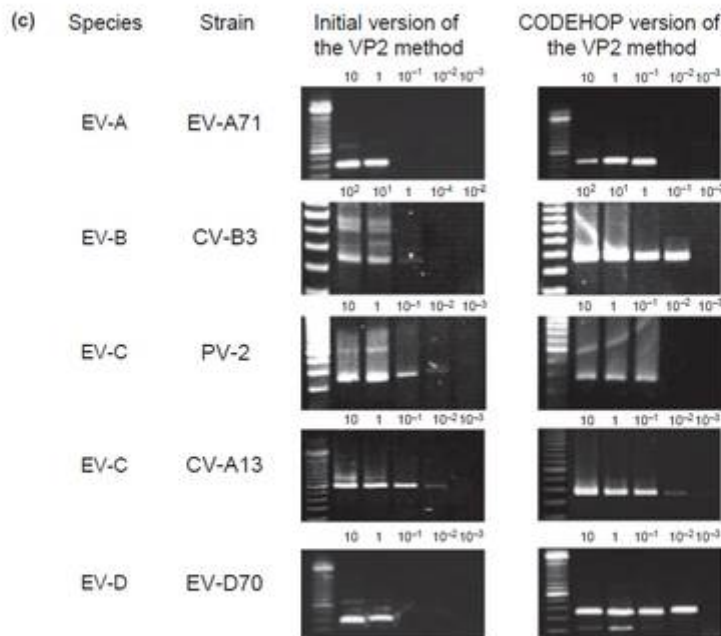 (c) Species Strain Initial version of the VP2 method CODEHOP version of the VP2 method
10 1 10⁻¹ 10⁻² 10⁻³ 10 1 10⁻¹ 10⁻² 10⁻³
EV-A EV-A71
10² 10¹ 1 10⁻¹ 10⁻² 10² 10¹ 1 10⁻¹ 10⁻²
EV-B CV-B3
10 1 10⁻¹ 10⁻² 10⁻³ 10 1 10⁻¹ 10⁻² 10⁻³
EV-C PV-2
10 1 10⁻¹ 10⁻² 10⁻³ 10 1 10⁻¹ 10⁻² 10⁻³
EV-C CV-A13
10 1 10⁻¹ 10⁻² 10⁻³ 10 1 10⁻¹ 10⁻² 10⁻³
EV-D EV-D70